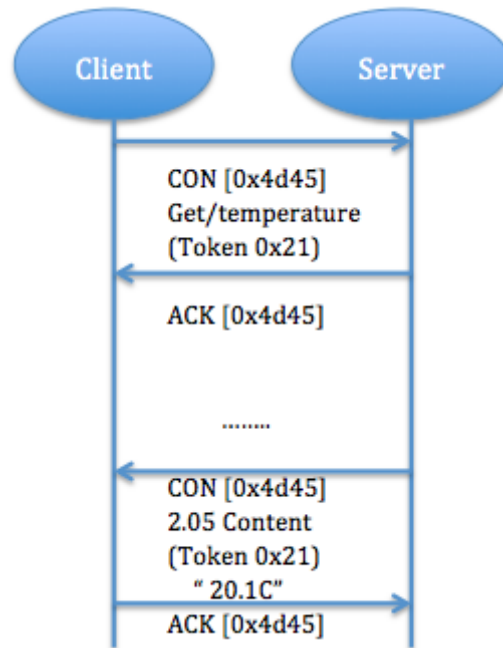 Client
Server
CON [0x4d45]
Get/temperature
(Token 0x21)
ACK [0x4d45]
........
CON [0x4d45]
2.05 Content
(Token 0x21)
“ 20.1C”
ACK [0x4d45]